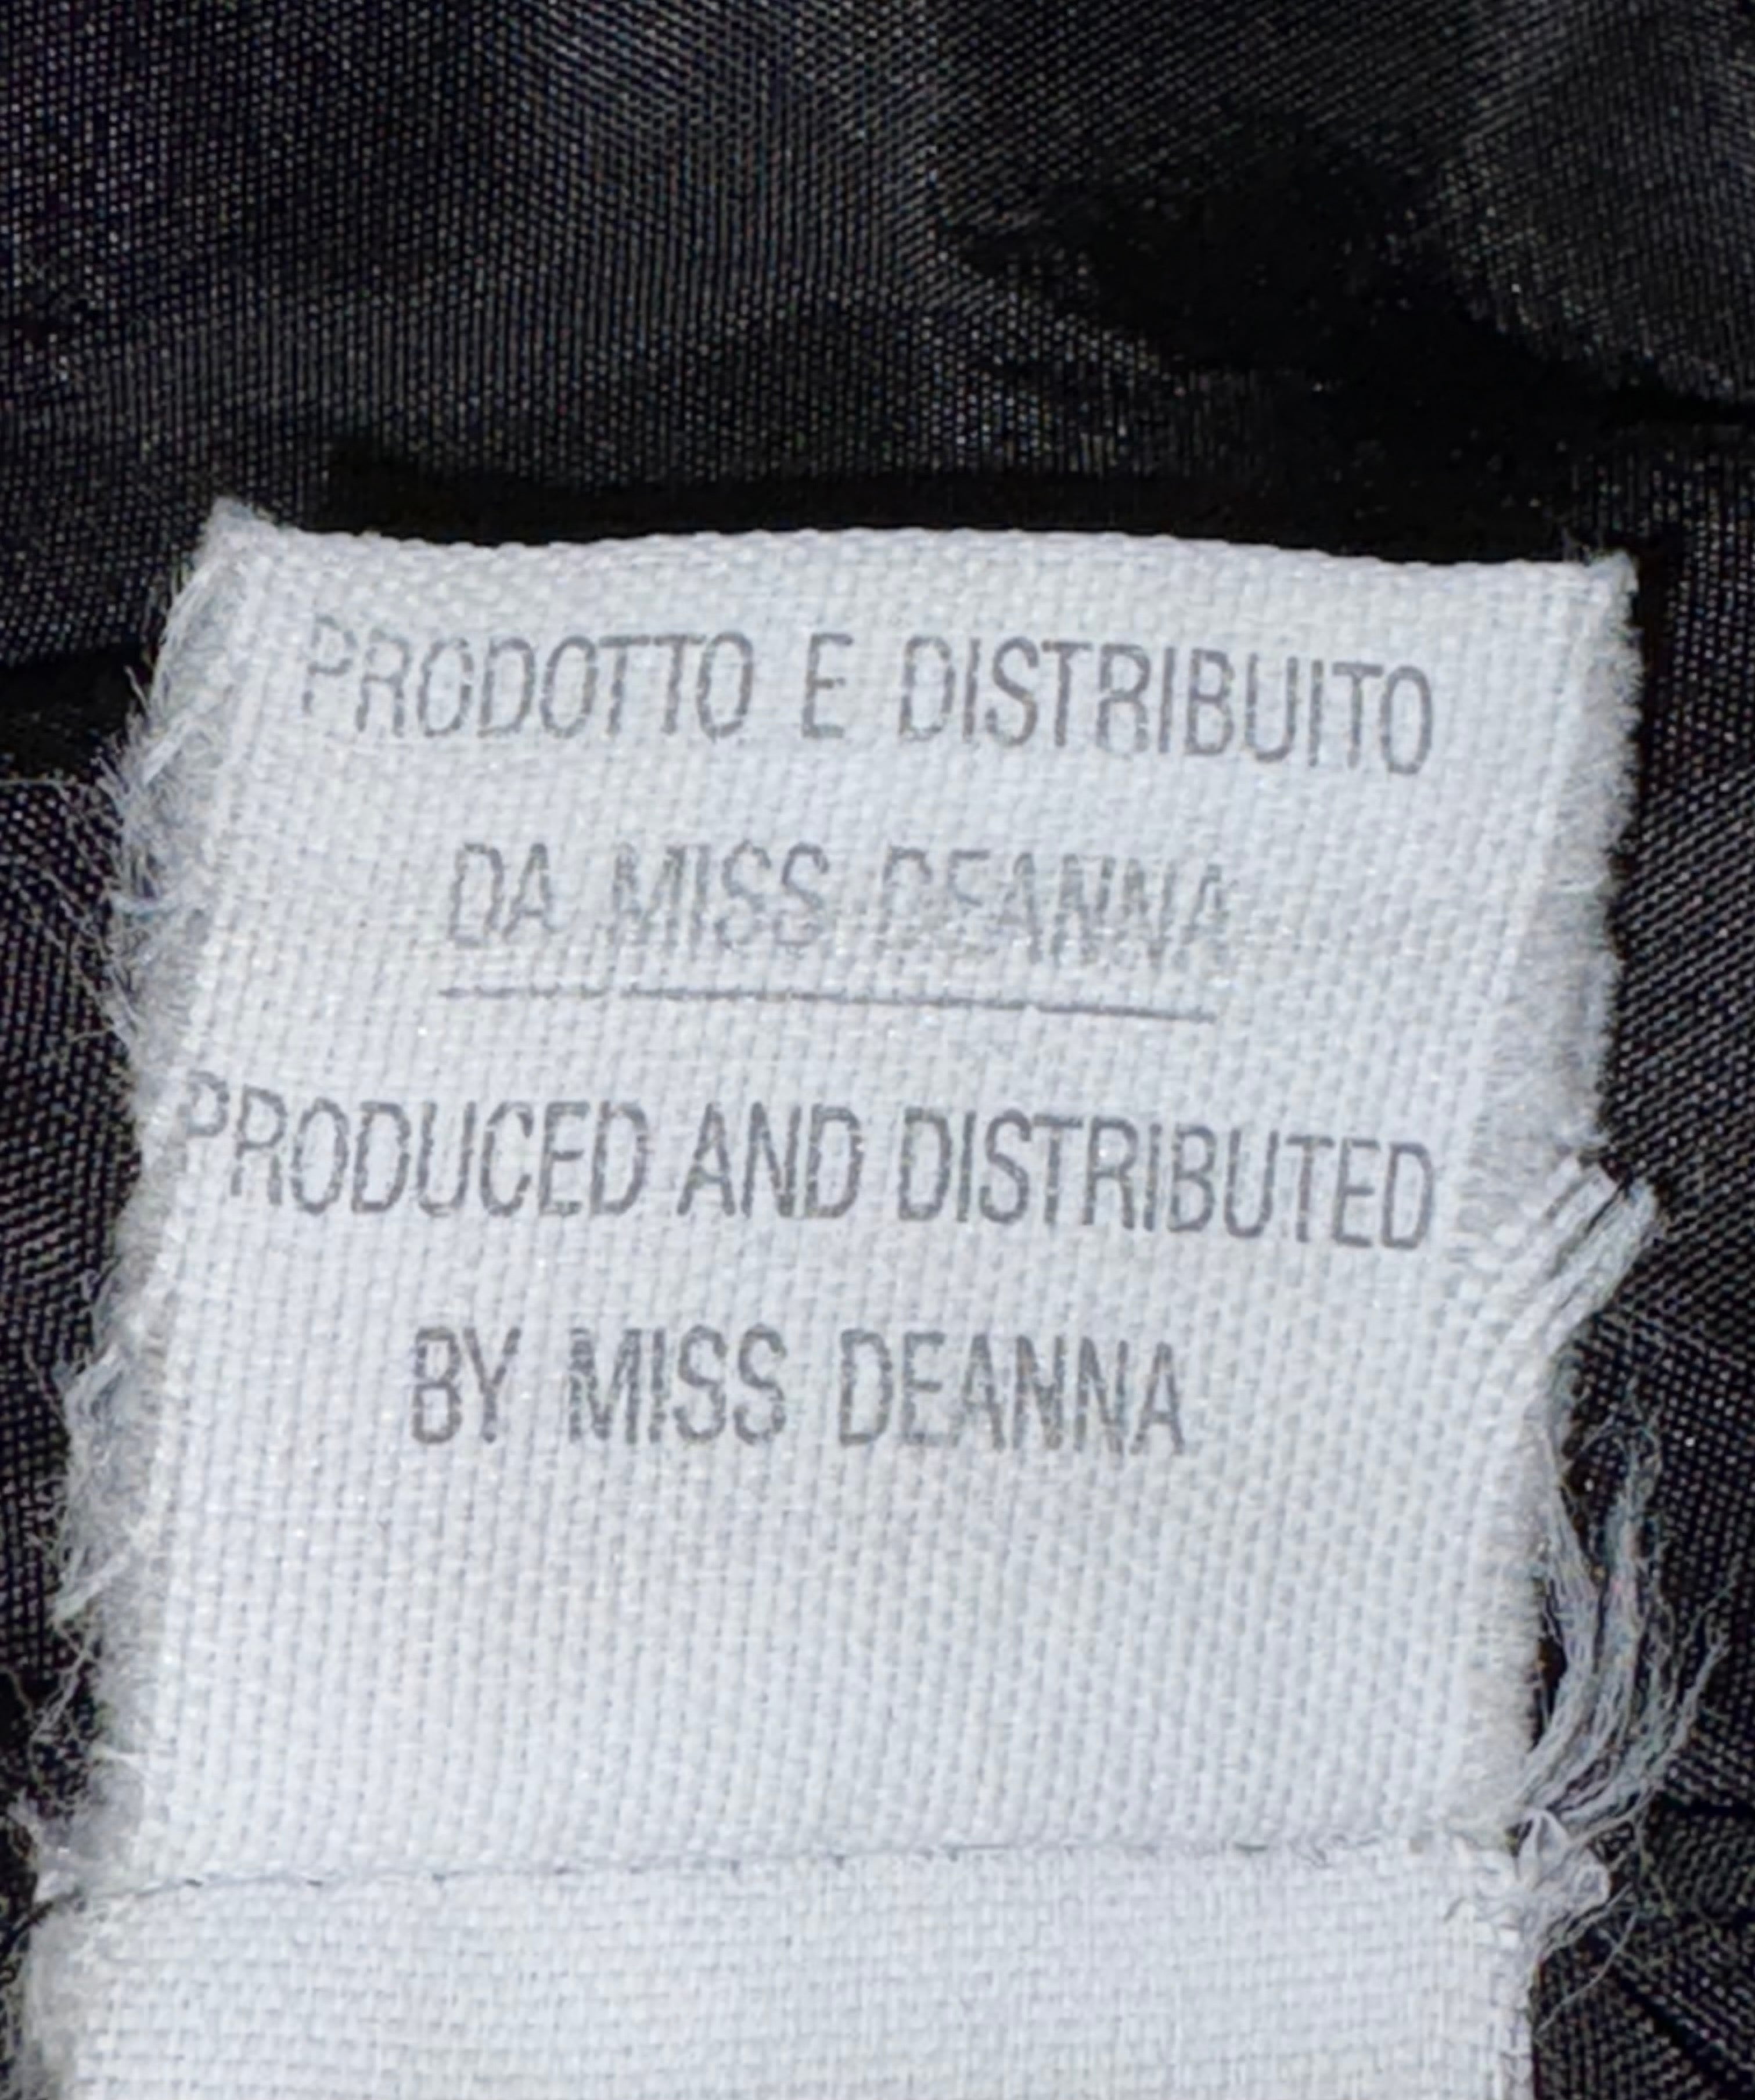 PRODOTTO E DISTRIBUITO
DA MISS DEANNA
PRODUCED AND DISTRIBUTED
BY MISS DEANNA